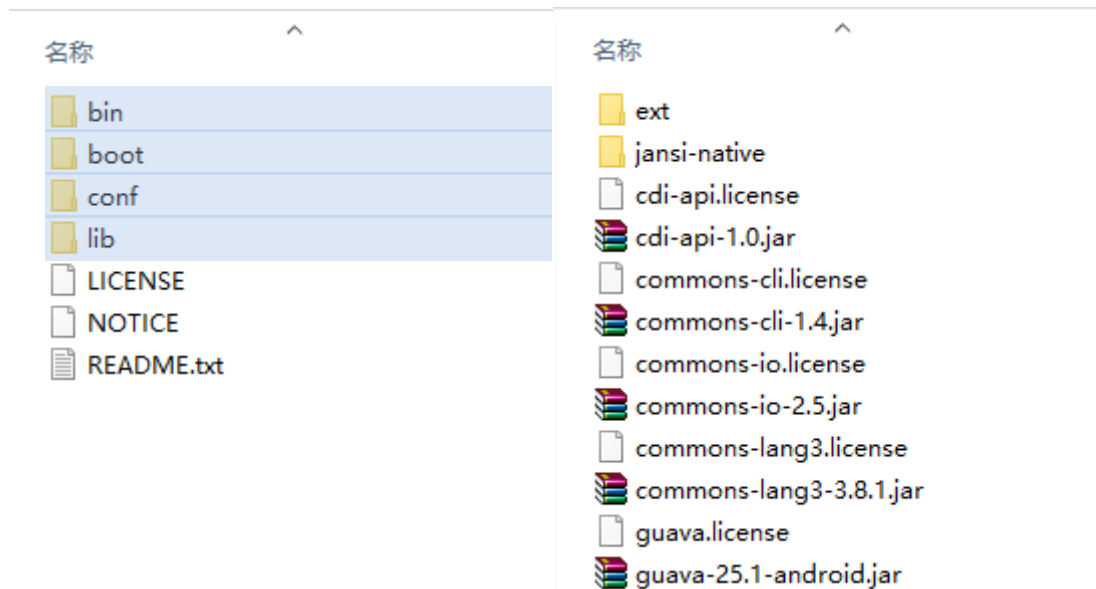 名称
bin
boot
conf
lib
LICENSE
NOTICE
README.txt
名称
ext
jansi-native
cdi-api.license
cdi-api-1.0.jar
commons-cli.license
commons-cli-1.4.jar
commons-io.license
commons-io-2.5.jar
commons-lang3.license
commons-lang3-3.8.1.jar
guava.license
guava-25.1-android.jar